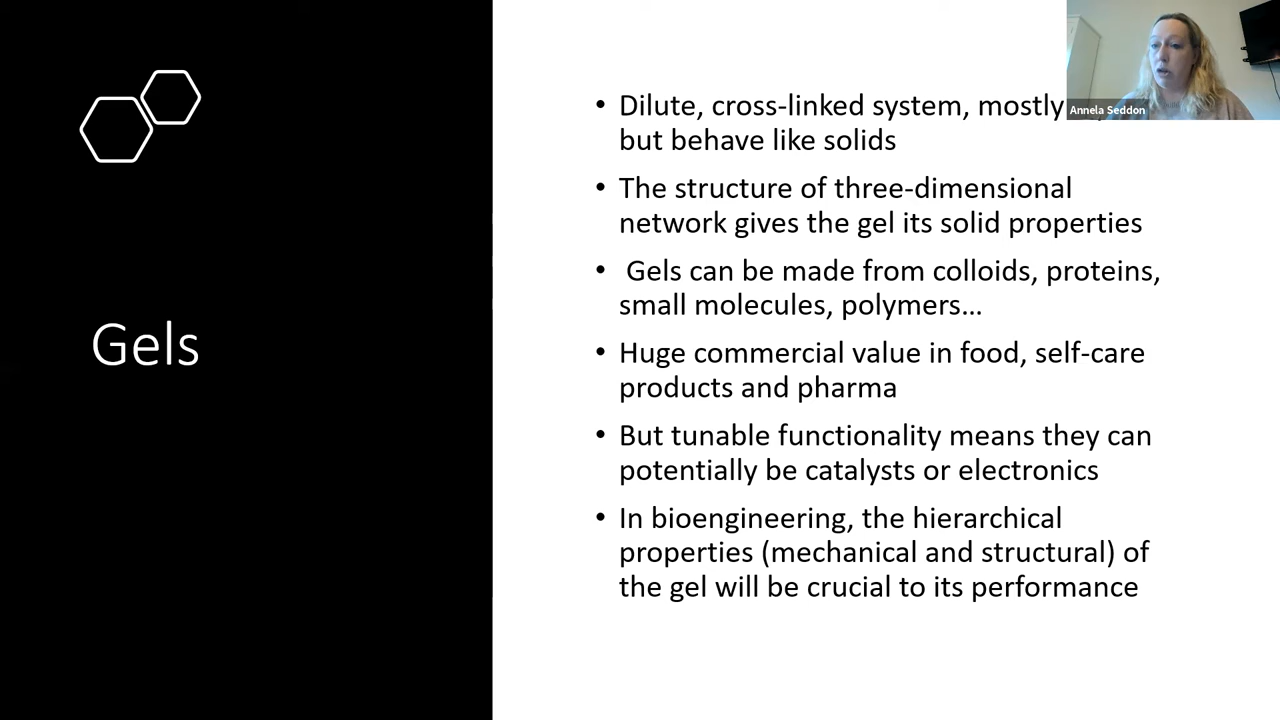 Gels
• Dilute, cross-linked system, mostly
but behave like solids
• The structure of three-dimensional
network gives the gel its solid properties
• Gels can be made from colloids, proteins,
small molecules, polymers…
• Huge commercial value in food, self-care
products and pharma
• But tunable functionality means they can
potentially be catalysts or electronics
• In bioengineering, the hierarchical
properties (mechanical and structural) of
the gel will be crucial to its performance
Annela Seddon